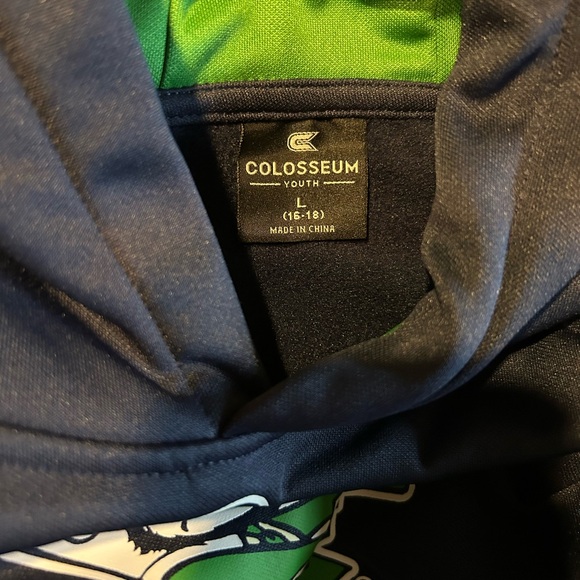 COLOSSEUM
YOUTH
L
(16-18)
MADE IN CHINA